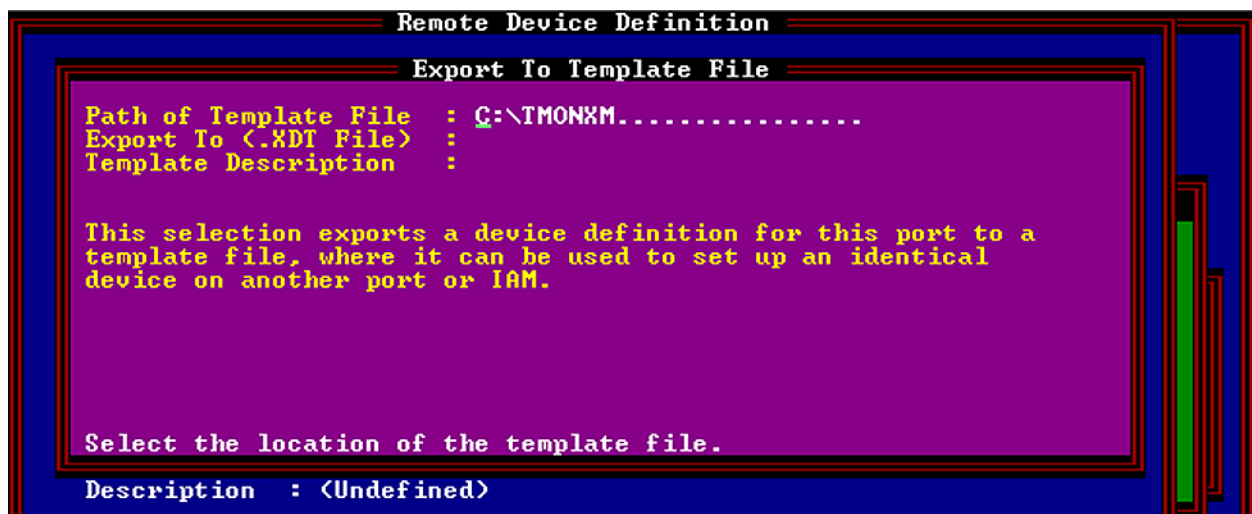 Remote Device Definition
Export To Template File
Path of Template File : C:\TMONXM................
Export To (.XDT File) :
Template Description :
This selection exports a device definition for this port to a
template file, where it can be used to set up an identical
device on another port or IAM.
Select the location of the template file.
Description : (Undefined)